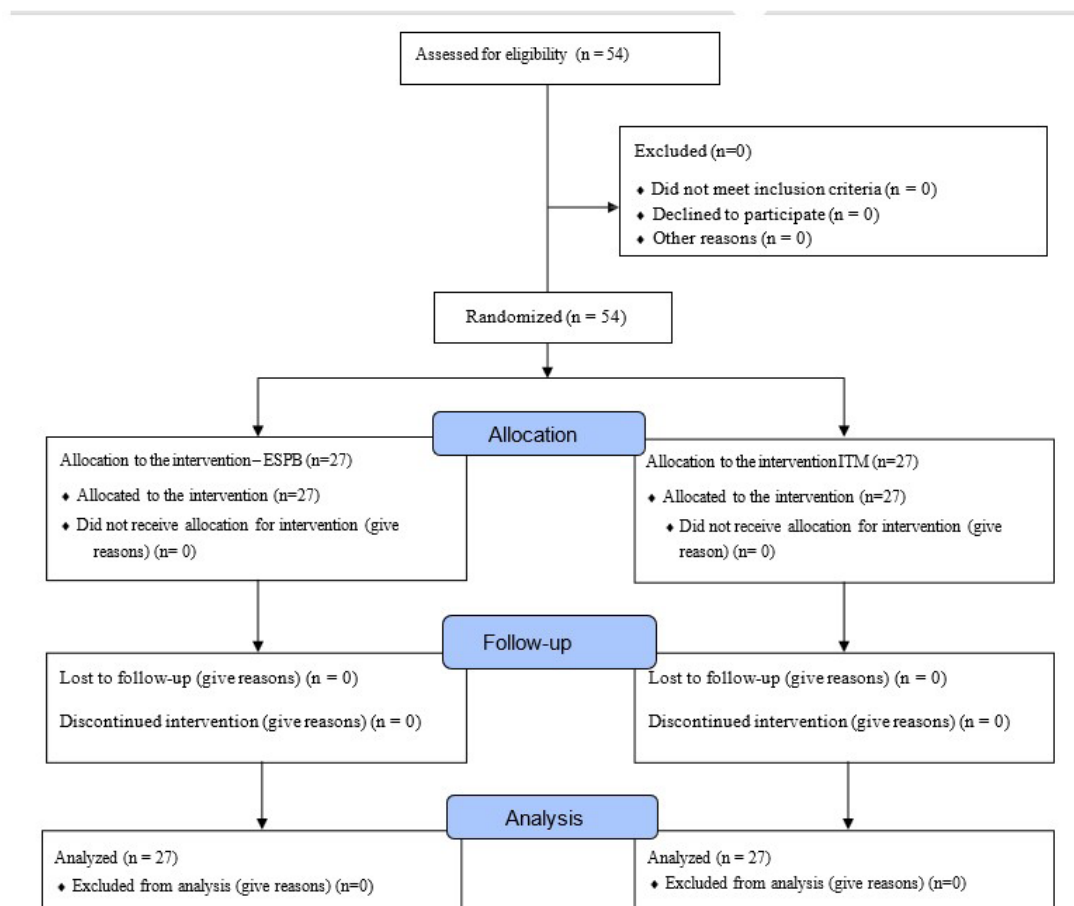 Assessed for eligibility (n = 54)
Excluded (n=0)
♦ Did not meet inclusion criteria (n = 0)
♦ Declined to participate (n = 0)
♦ Other reasons (n = 0)
Randomized (n = 54)
Allocation
Allocation to the intervention–ESPB (n=27)
♦ Allocated to the intervention (n=27)
♦ Did not receive allocation for intervention (give
reasons) (n= 0)
Allocation to the intervention ITM (n=27)
♦ Allocated to the intervention (n=27)
♦ Did not receive allocation for intervention (give
reason) (n= 0)
Follow-up
Lost to follow-up (give reasons) (n = 0)
Discontinued intervention (give reasons) (n = 0)
Lost to follow-up (give reasons) (n = 0)
Discontinued intervention (give reasons) (n = 0)
Analysis
Analyzed (n = 27)
♦ Excluded from analysis (give reasons) (n=0)
Analyzed (n = 27)
♦ Excluded from analysis (give reasons) (n=0)